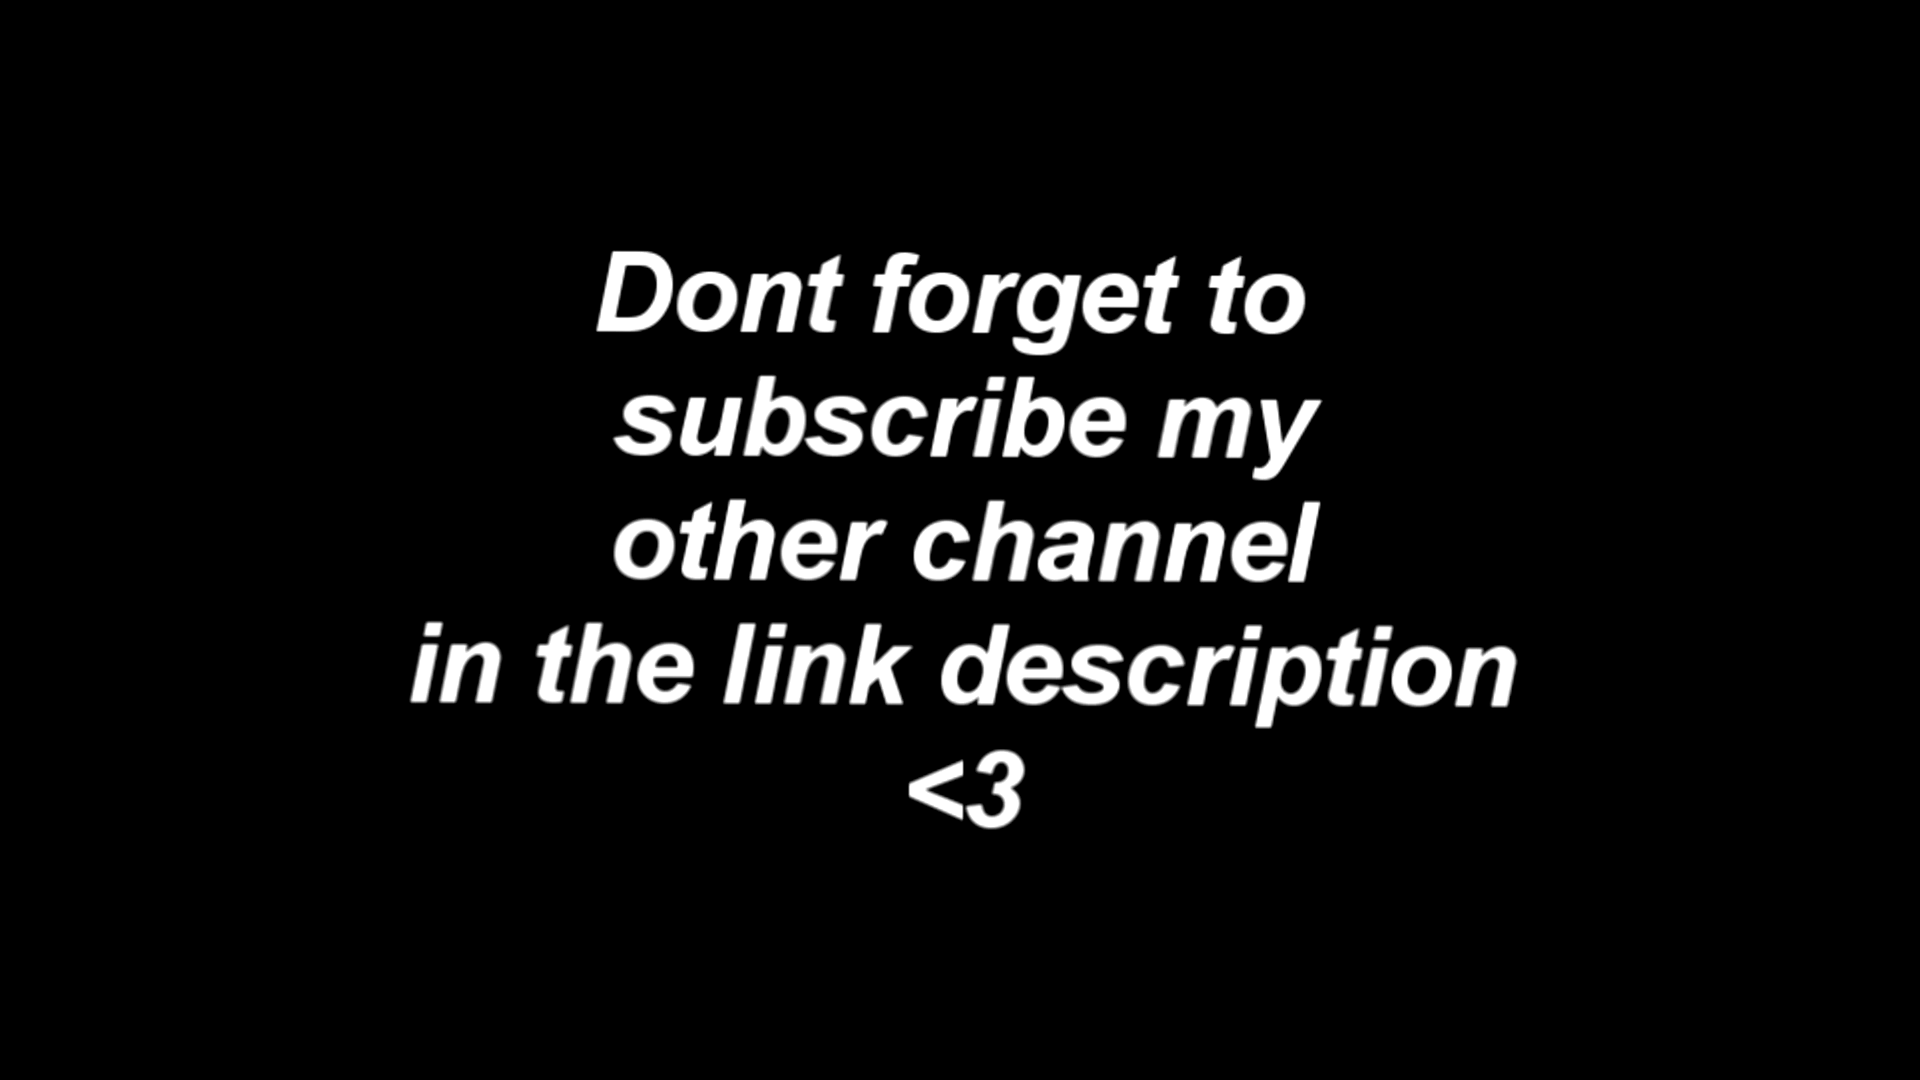 Dont forget to
subscribe my
other channel
in the link description
<3